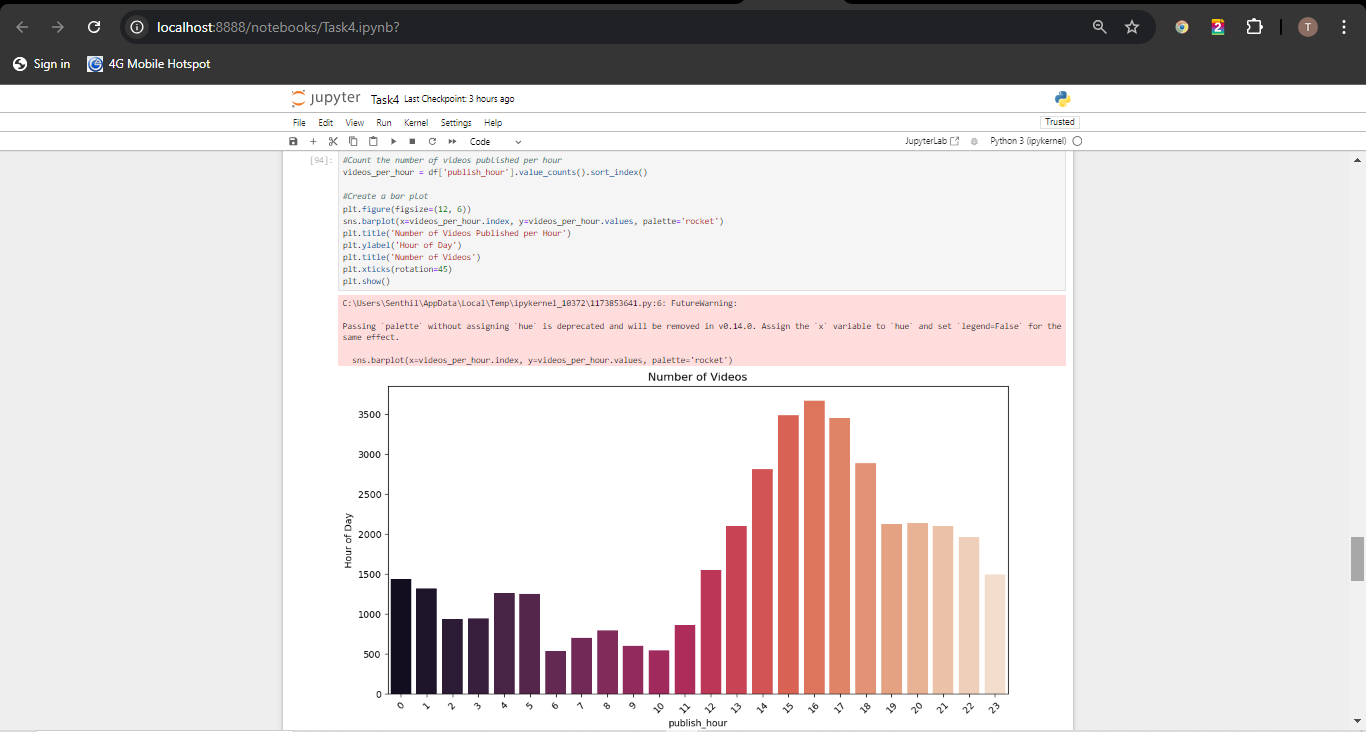 localhost:8888/notebooks/Task4.ipynb?
2
T
Sign in
4G Mobile Hotspot
jupyter Task4 Last Checkpoint: 3 hours ago
File Edit View Run Kernel Settings Help
Trusted
Code
JupyterLab
Python 3 (ipykernel)
[94]:
#Count the number of videos published per hour
videos_per_hour = df['publish_hour'].value_counts().sort_index()
#Create a bar plot
plt.figure(figsize=(12, 6))
sns.barplot(x=videos_per_hour.index, y=videos_per_hour.values, palette='rocket')
plt.title('Number of Videos Published per Hour')
plt.ylabel('Hour of Day')
plt.title('Number of Videos')
plt.xticks(rotation=45)
plt.show()
C:\Users\Senthil\AppData\Local\Temp\ipykernel_10372\1173853641.py:6: FutureWarning:
Passing `palette` without assigning `hue` is deprecated and will be removed in v0.14.0. Assign the `x` variable to `hue` and set `legend=False` for the
same effect.
sns.barplot(x=videos_per_hour.index, y=videos_per_hour.values, palette='rocket')
Number of Videos
3500
3000
2500
2000
1500
1000
500
0
Hour of Day
0 1 2 3 4 5 6 7 8 9 10 11 12 13 14 15 16 17 18 19 20 21 22 23
publish_hour